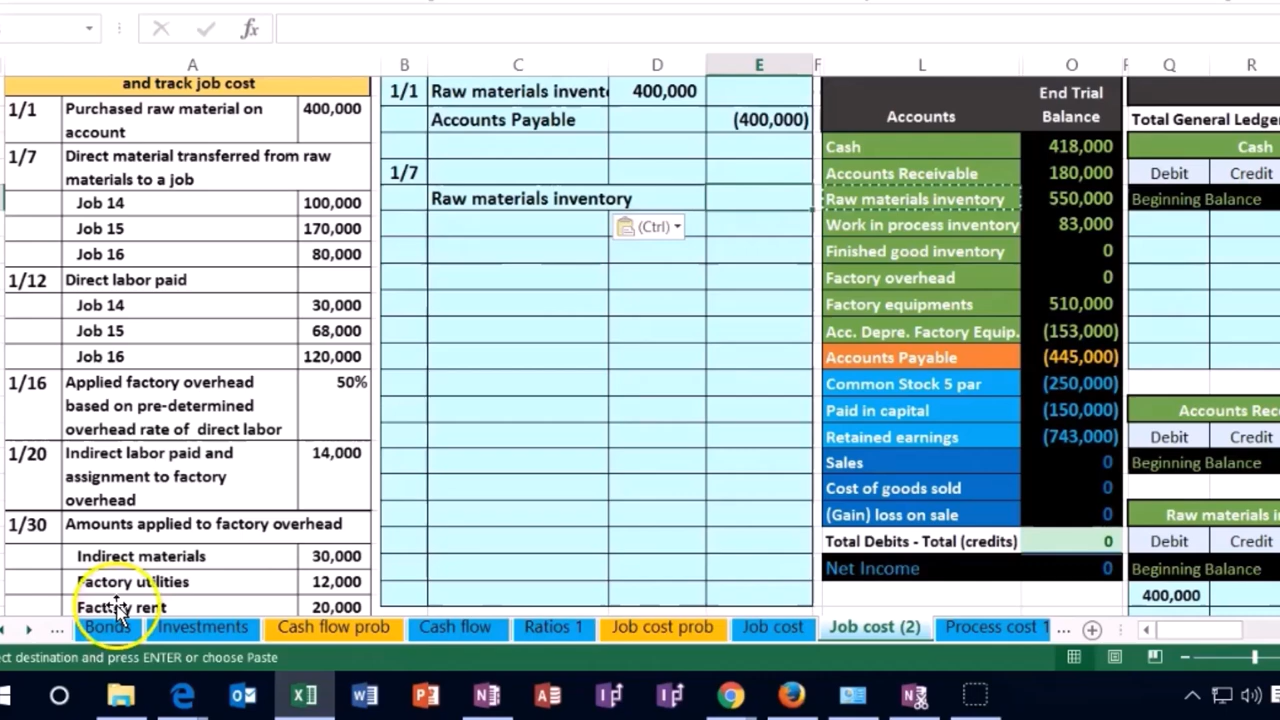 fx
A B C D E F L O F Q R
and track job cost
1/1 Purchased raw material on 400,000
account
1/7 Direct material transferred from raw
materials to a job
Job 14 100,000
Job 15 170,000
Job 16 80,000
1/12 Direct labor paid
Job 14 30,000
Job 15 68,000
Job 16 120,000
1/16 Applied factory overhead 50%
based on pre-determined
overhead rate of direct labor
1/20 Indirect labor paid and 14,000
assignment to factory
overhead
1/30 Amounts applied to factory overhead
Indirect materials 30,000
Factory utilities 12,000
Factory rent 20,000
1/1 Raw materials invent 400,000
Accounts Payable (400,000)
1/7
Raw materials inventory
(Ctrl)
Accounts End Trial
Balance
Cash 418,000
Accounts Receivable 180,000
Raw materials inventory 550,000
Work in process inventory 83,000
Finished good inventory 0
Factory overhead 0
Factory equipments 510,000
Acc. Depre. Factory Equip. (153,000)
Accounts Payable (445,000)
Common Stock 5 par (250,000)
Paid in capital (150,000)
Retained earnings (743,000)
Sales 0
Cost of goods sold 0
(Gain) loss on sale 0
Total Debits - Total (credits) 0
Net Income 0
Total General Ledger
Cash
Debit Credit
Beginning Balance
Accounts Rec
Debit Credit
Beginning Balance
Raw materials i
Debit Credit
Beginning Balance
400,000
... Bonds Investments Cash flow prob Cash flow Ratios 1 Job cost prob Job cost Job cost (2) Process cost 1 ...
ect destination and press ENTER or choose Paste